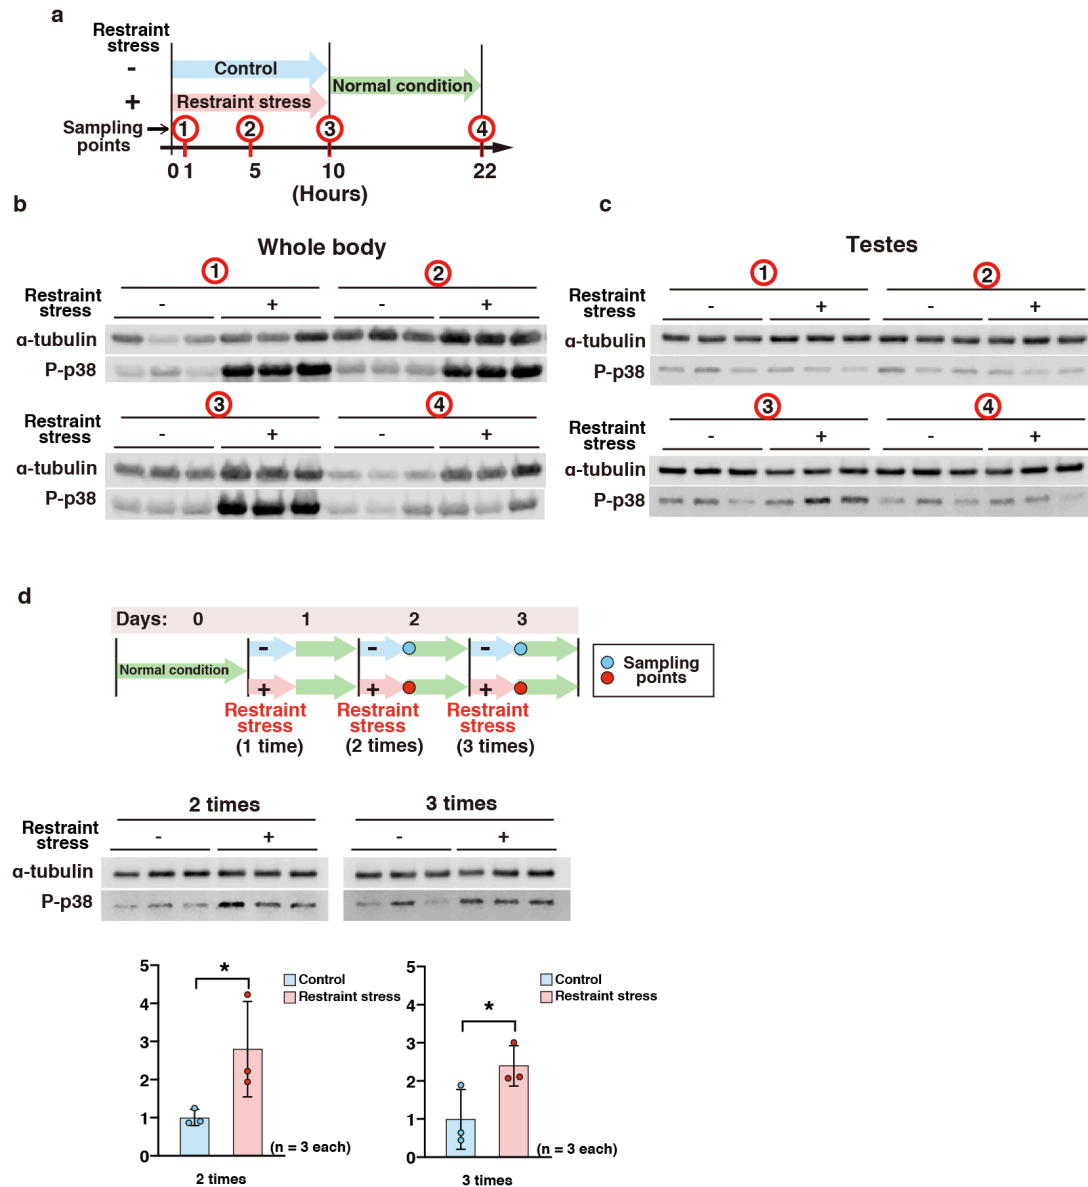 a
Restraint
stress
-
Control
Normal condition
+
Restraint stress
Sampling
points
1
2
3
4
0 1 5 10 22
(Hours)
b
Whole body
1
2
Restraint
stress
- + - +
α-tubulin
P-p38
3
4
Restraint
stress
- + - +
α-tubulin
P-p38
c
Testes
1
2
Restraint
stress
- + - +
α-tubulin
P-p38
3
4
Restraint
stress
- + - +
α-tubulin
P-p38
d
Days: 0 1 2 3
Normal condition
- - -
+ + +
Restraint
stress
(1 time)
Restraint
stress
(2 times)
Restraint
stress
(3 times)
Sampling
points
2 times
Restraint
stress
- +
α-tubulin
P-p38
3 times
- +
5
4
3
2
1
0
*
Control
Restraint stress
(n = 3 each)
2 times
5
4
3
2
1
0
*
Control
Restraint stress
(n = 3 each)
3 times